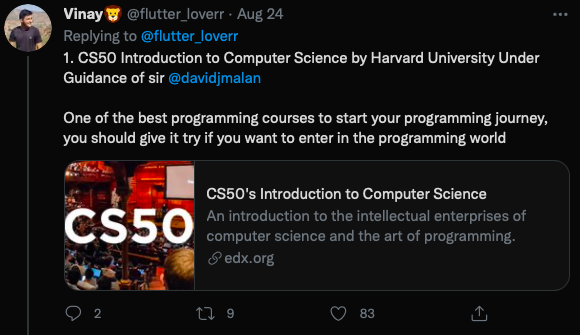 Vinay🦁 @flutter_loverr · Aug 24
Replying to @flutter_loverr
1. CS50 Introduction to Computer Science by Harvard University Under
Guidance of sir @davidjmalan
One of the best programming courses to start your programming journey,
you should give it try if you want to enter in the programming world
CS50
CS50's Introduction to Computer Science
An introduction to the intellectual enterprises of
computer science and the art of programming.
edx.org
2 9 83